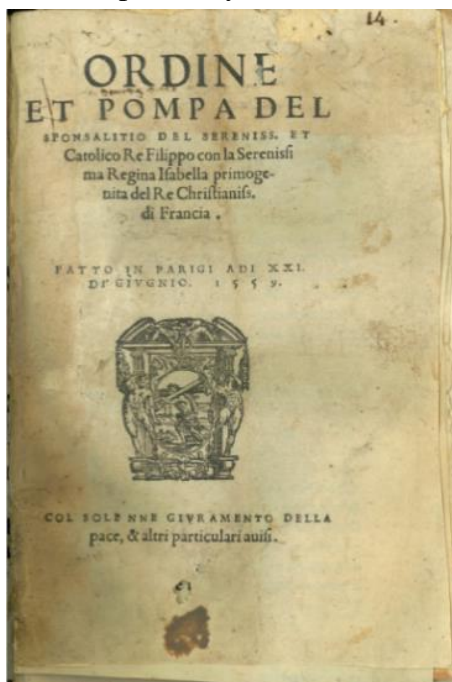 14.
ORDINE
ET POMPA DEL
SPONSALITIO DEL SERENISS. ET
Catolico Re Filippo con la Serenissi
ma Regina Isabella primoge-
nita del Re Christianiss.
di Francia .
FATTO IN PARIGI ADI XXI.
DI GIVGNIO. 1559.
COL SOLENNE GIVRAMENTO DELLA
pace, & altri particulari auisi.